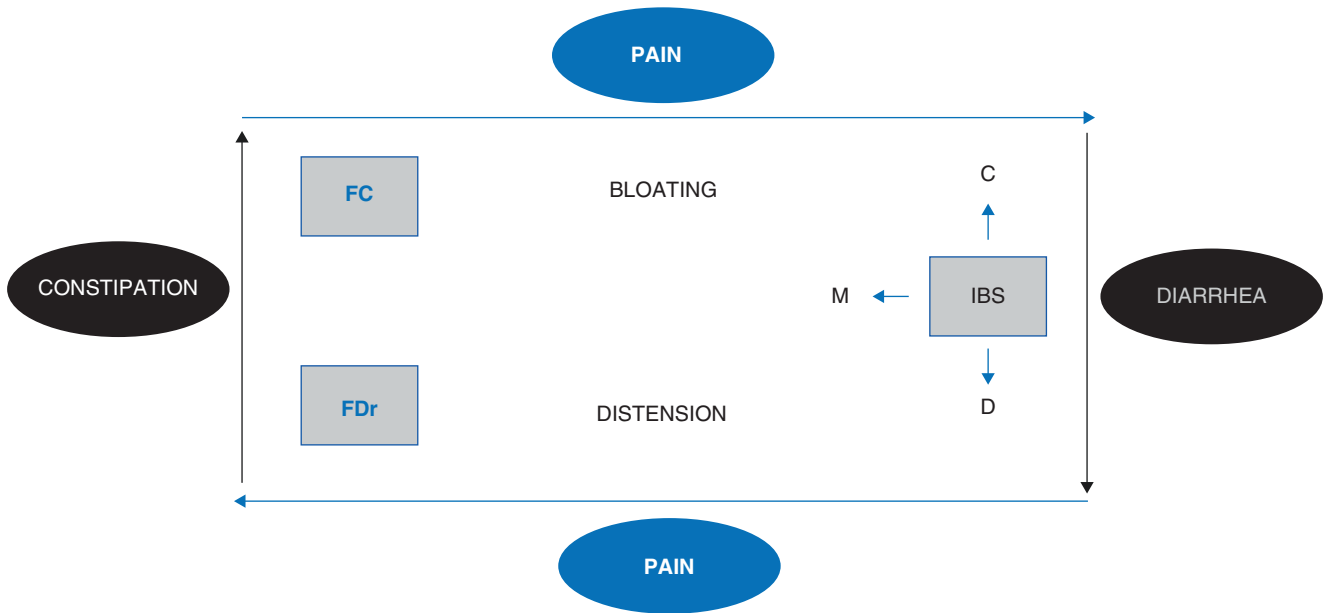 PAIN
FC
BLOATING
C
CONSTIPATION
M
IBS
DIARRHEA
FDr
DISTENSION
D
PAIN